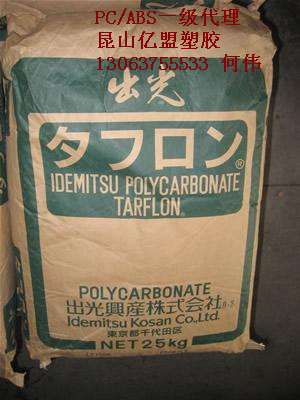 PC/ABS一级代理
昆山亿盟塑胶
13063755533 何伟
出光
タフロン®
IDEMITSU POLYCARBONATE
TARFLON®
POLYCARBONATE
出光興産株式会社
Idemitsu Kosan Co.,Ltd.
東京都千代田区
NET 25kg